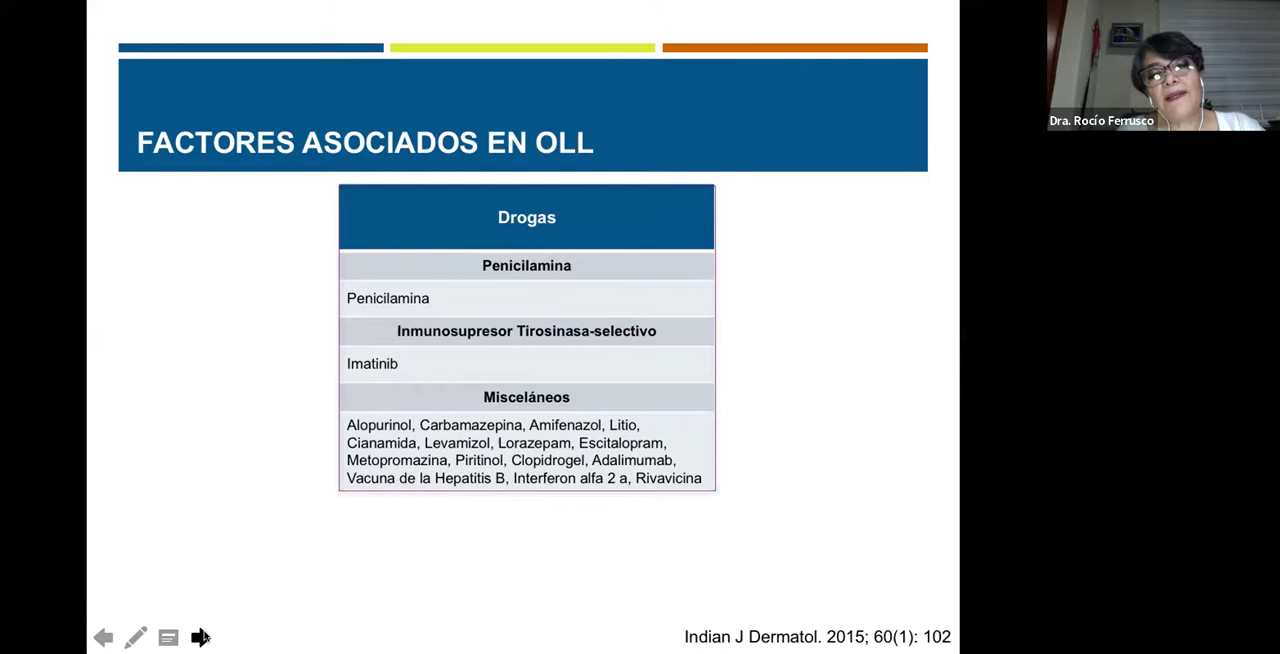 Dra. Rocío Ferrusco
FACTORES ASOCIADOS EN OLL
Drogas
Penicilamina
Penicilamina
Inmunosupresor Tirosinasa-selectivo
Imatinib
Misceláneos
Alopurinol, Carbamazepina, Amifenazol, Litio,
Cianamida, Levamizol, Lorazepam, Escitalopram,
Metopromazina, Piritinol, Clopidrogel, Adalimumab,
Vacuna de la Hepatitis B, Interferon alfa 2 a, Rivavicina
Indian J Dermatol. 2015; 60(1): 102